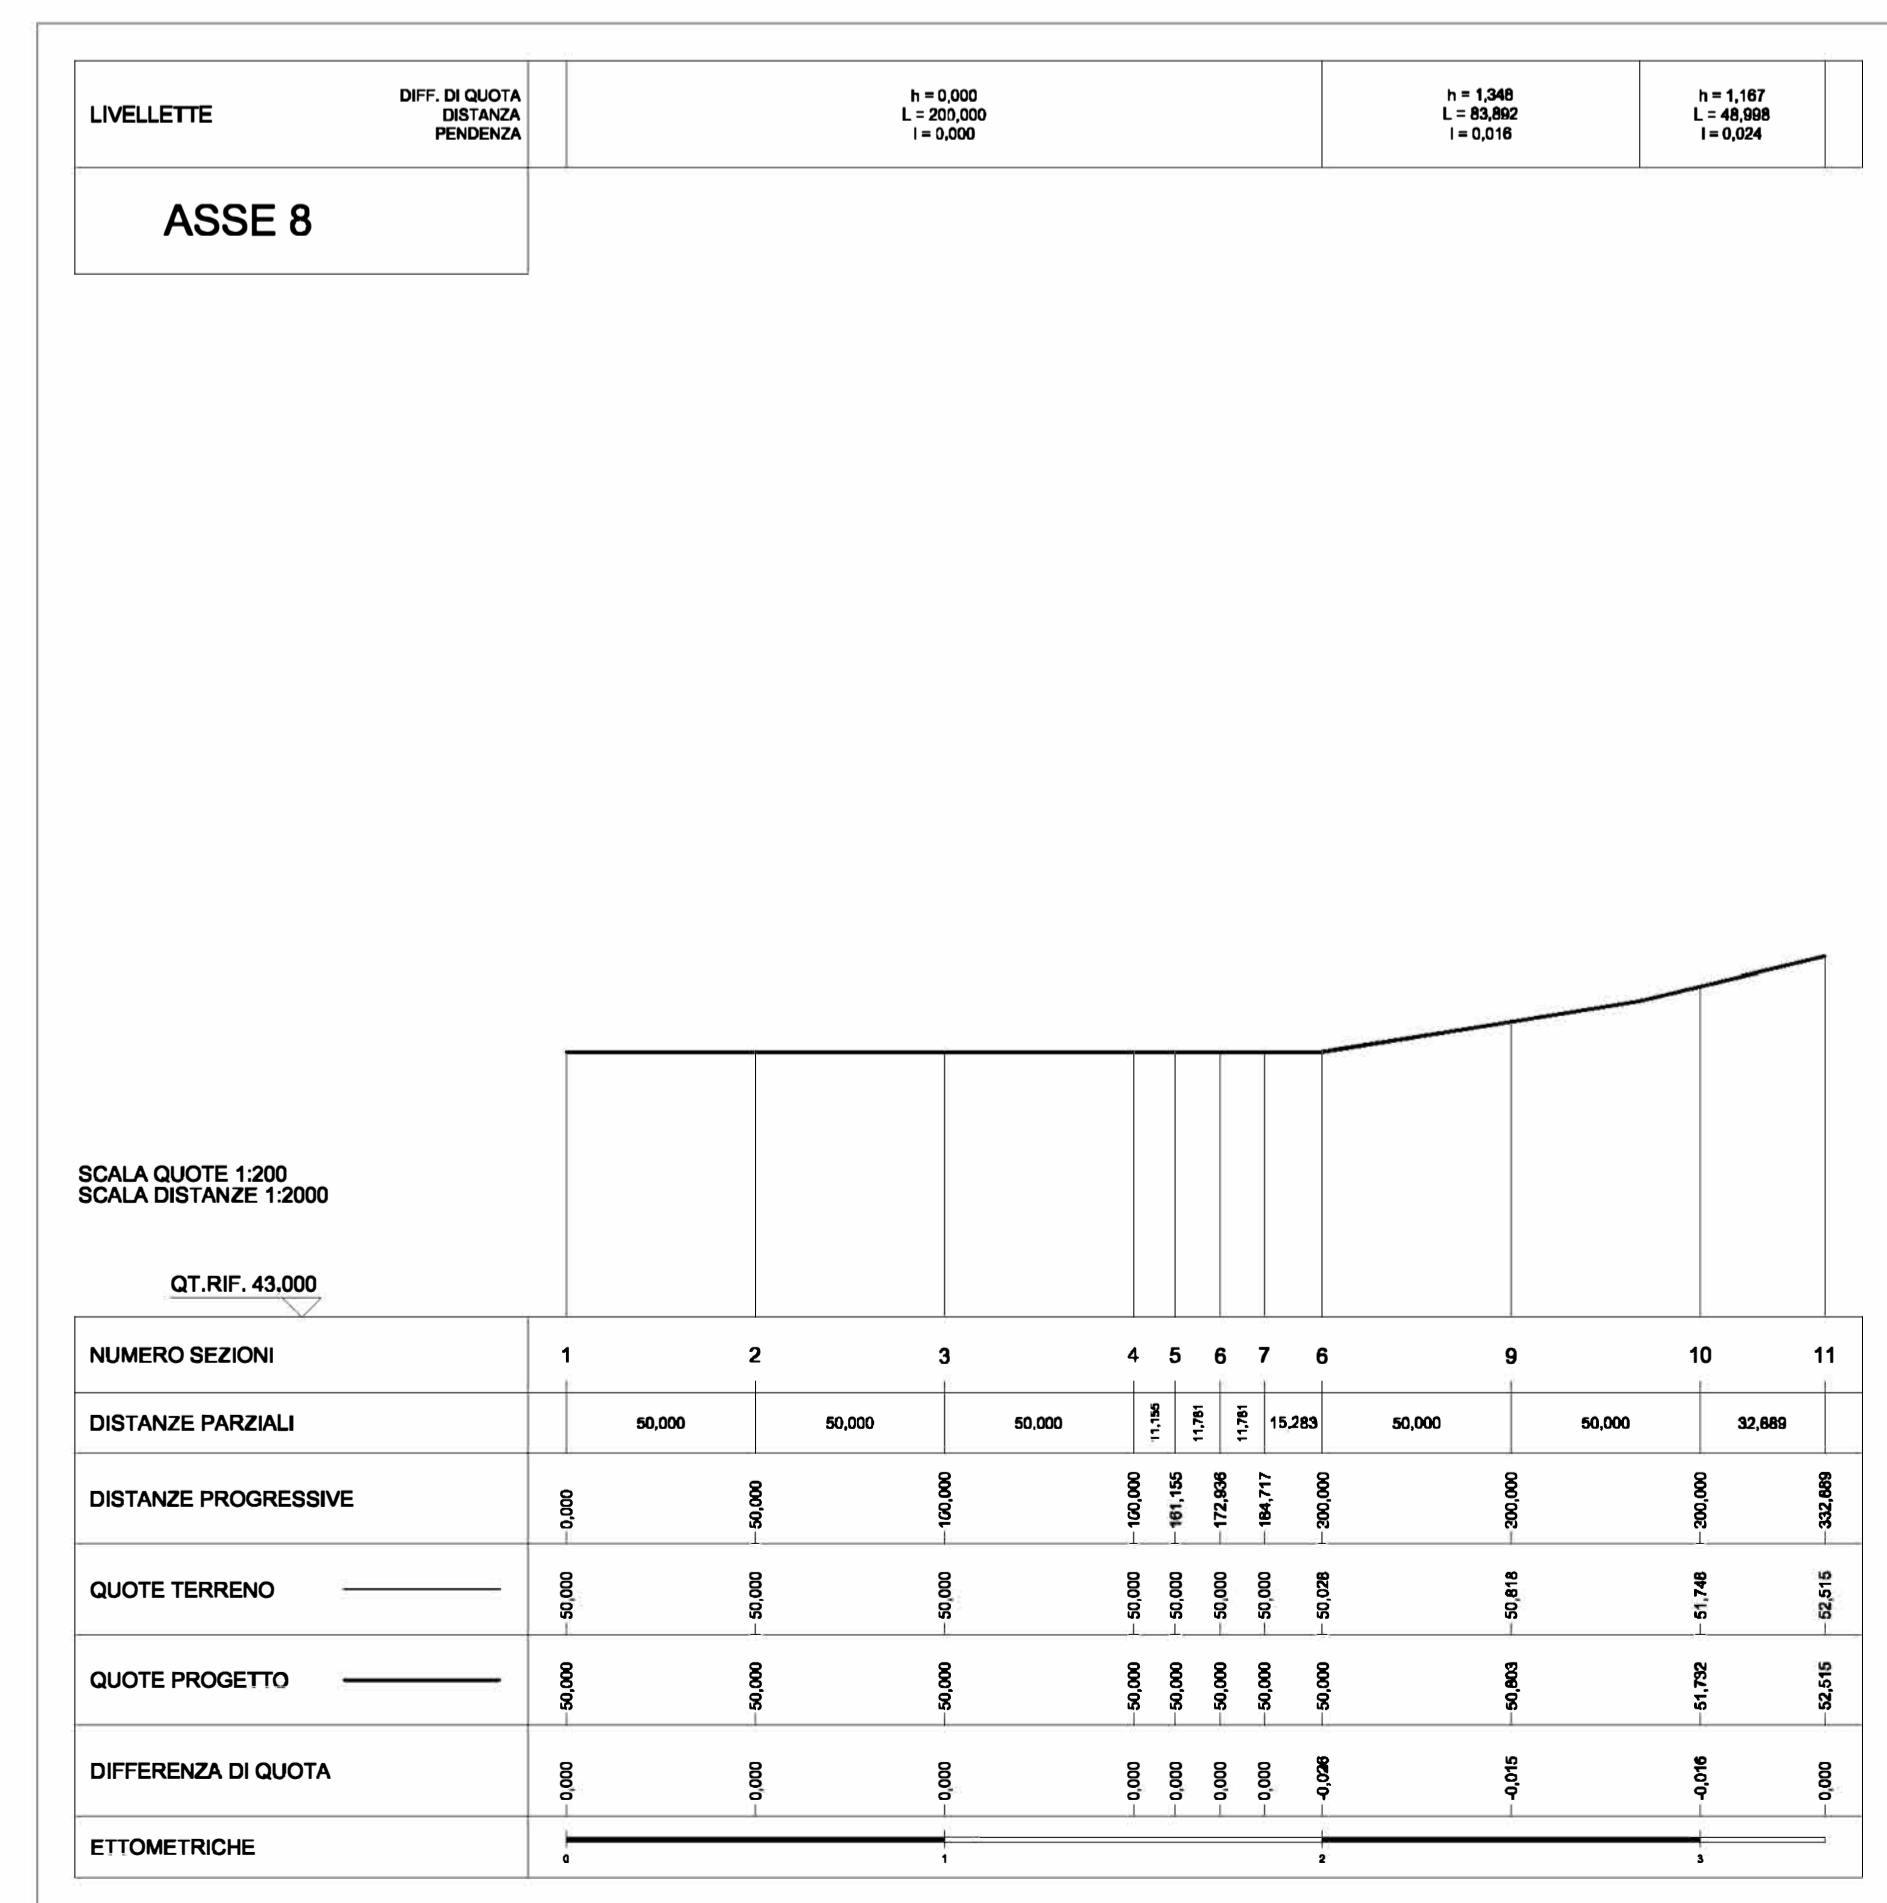 LIVELLETTE
DIFF. DI QUOTA
DISTANZA
PENDENZA
h = 0,000
L = 200,000
I = 0,000
h = 1,348
L = 83,892
I = 0,016
h = 1,167
L = 48,998
I = 0,024
ASSE 8
SCALA QUOTE 1:200
SCALA DISTANZE 1:2000
QT.RIF. 43.000
NUMERO SEZIONI 1 2 3 4 5 6 7 6 9 10 11
DISTANZE PARZIALI 50,000 50,000 50,000 11,155 11,781 11,781 15,283 50,000 50,000 32,689
DISTANZE PROGRESSIVE 0,000 50,000 100,000 100,000 161,155 172,936 184,717 200,000 200,000 200,000 332,689
QUOTE TERRENO 50,000 50,000 50,000 50,000 50,000 50,000 50,000 50,028 50,818 51,748 52,515
QUOTE PROGETTO 50,000 50,000 50,000 50,000 50,000 50,000 50,000 50,000 50,803 51,732 52,515
DIFFERENZA DI QUOTA 0,000 0,000 0,000 0,000 0,000 0,000 0,000 -0,028 -0,015 -0,016 0,000
ETTOMETRICHE 0 1 2 3